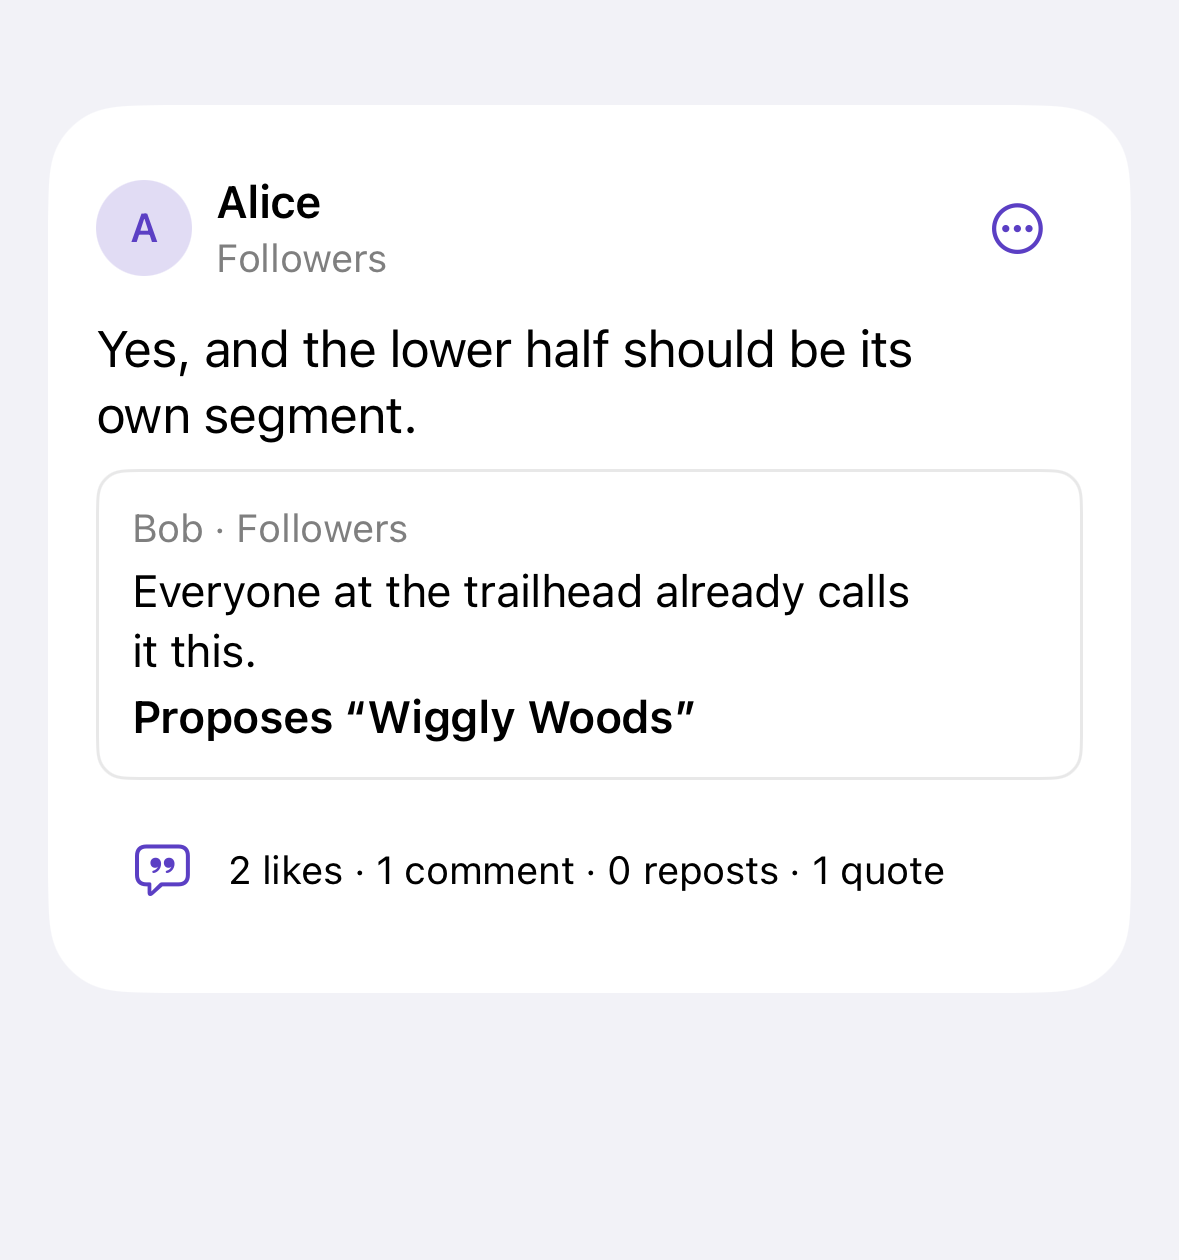 A
Alice
Followers
Yes, and the lower half should be its
own segment.
Bob · Followers
Everyone at the trailhead already calls
it this.
Proposes “Wiggly Woods”
2 likes · 1 comment · 0 reposts · 1 quote